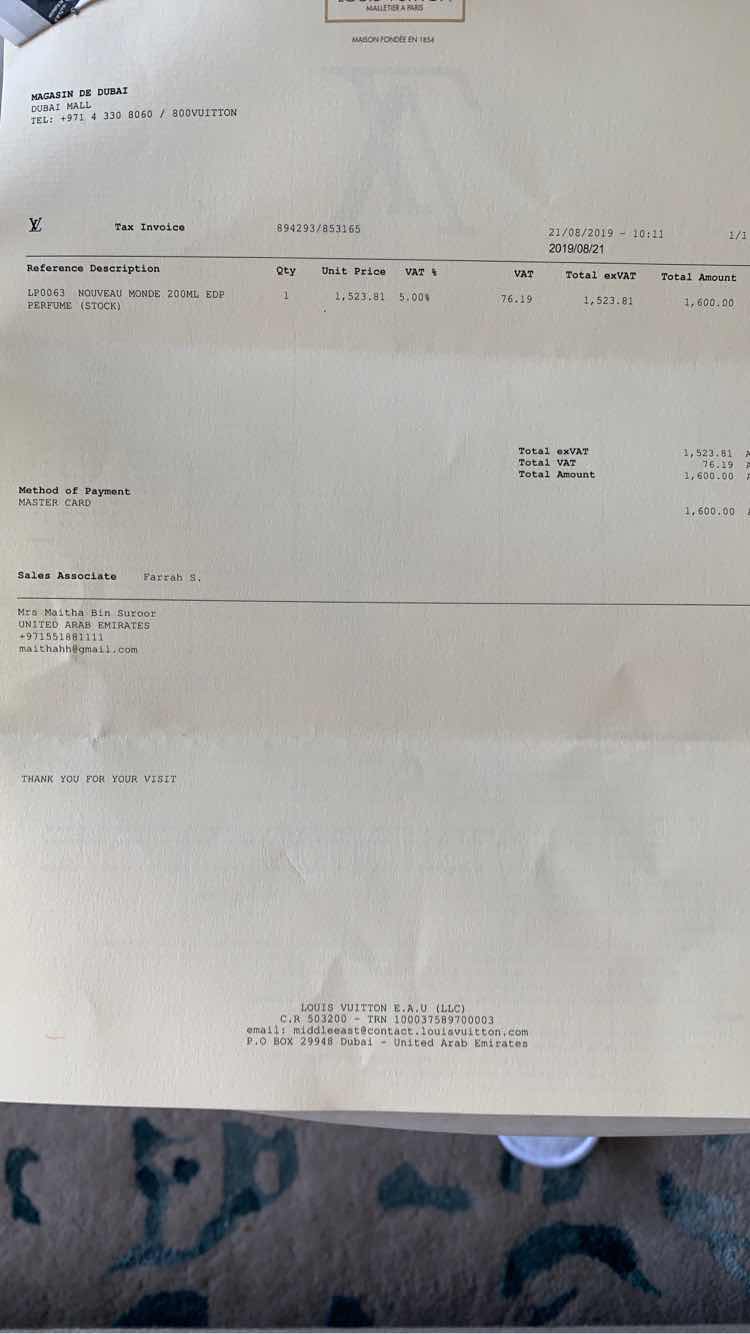 MALLETIER A PARIS
MAISON FONDÉE EN 1854
MAGASIN DE DUBAI
DUBAI MALL
TEL: +971 4 330 8060 / 800VUITTON
LV Tax Invoice 894293/853165 21/08/2019 - 10:11 1/1
2019/08/21
Reference Description Qty Unit Price VAT % VAT Total exVAT Total Amount
LP0063 NOUVEAU MONDE 200ML EDP 1 1,523.81 5.00% 76.19 1,523.81 1,600.00
PERFUME (STOCK)
Total exVAT 1,523.81 A
Total VAT 76.19 A
Total Amount 1,600.00 A
Method of Payment
MASTER CARD 1,600.00 A
Sales Associate Farrah S.
Mrs Maitha Bin Suroor
UNITED ARAB EMIRATES
+971551881111
maithahh@gmail.com
THANK YOU FOR YOUR VISIT
LOUIS VUITTON E.A.U (LLC)
C.R 503200 - TRN 100037589700003
email: middleeast@contact.louisvuitton.com
P.O BOX 29948 Dubai - United Arab Emirates